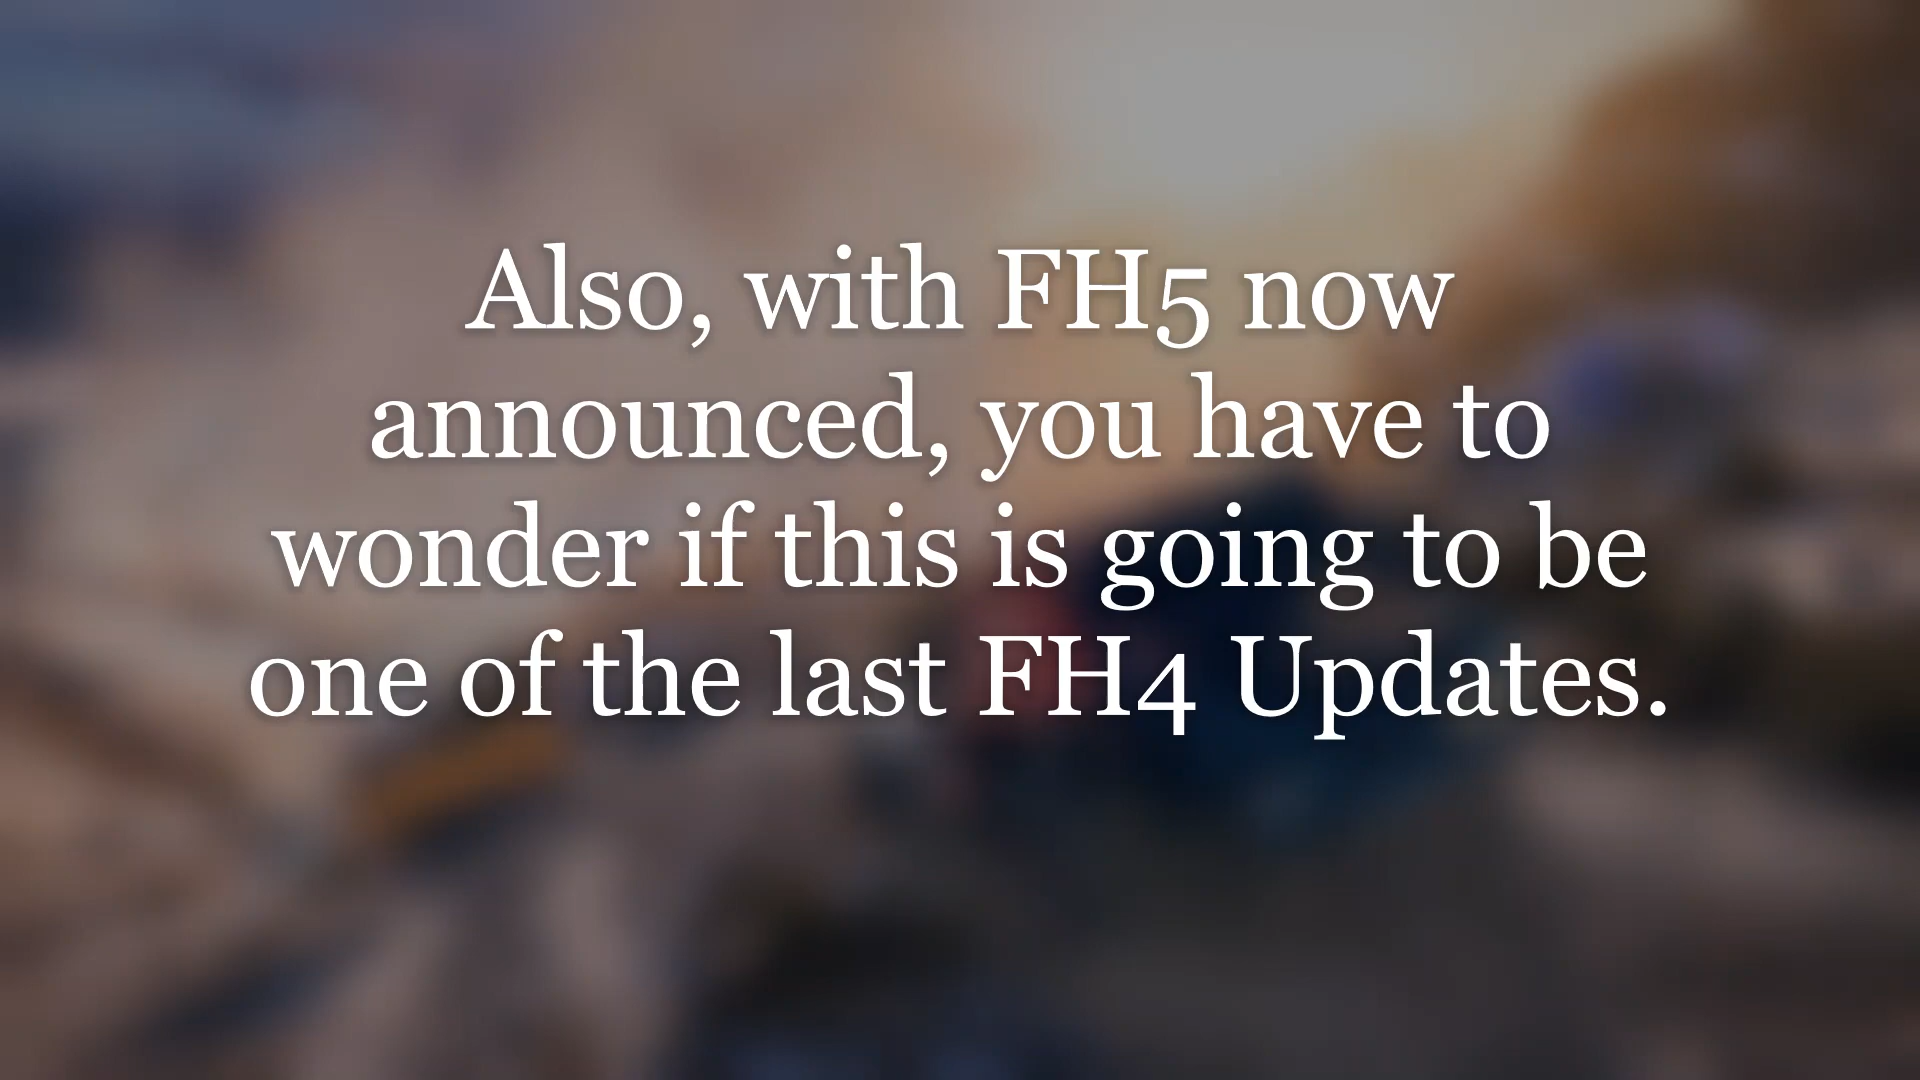 Also, with FH5 now
announced, you have to
wonder if this is going to be
one of the last FH4 Updates.